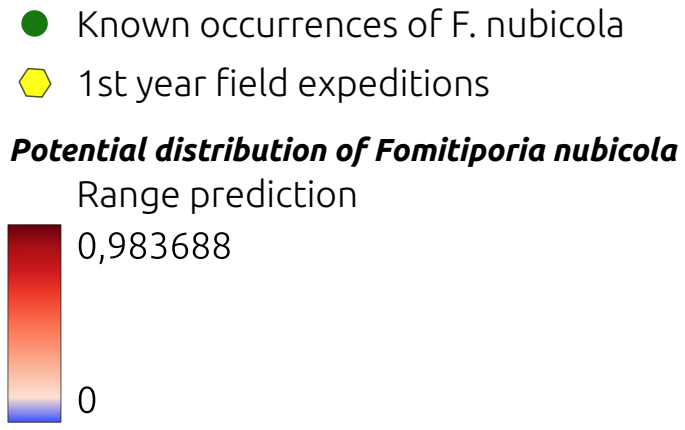 Known occurrences of F. nubicola
1st year field expeditions
Potential distribution of Fomitiporia nubicola
Range prediction
0,983688
0